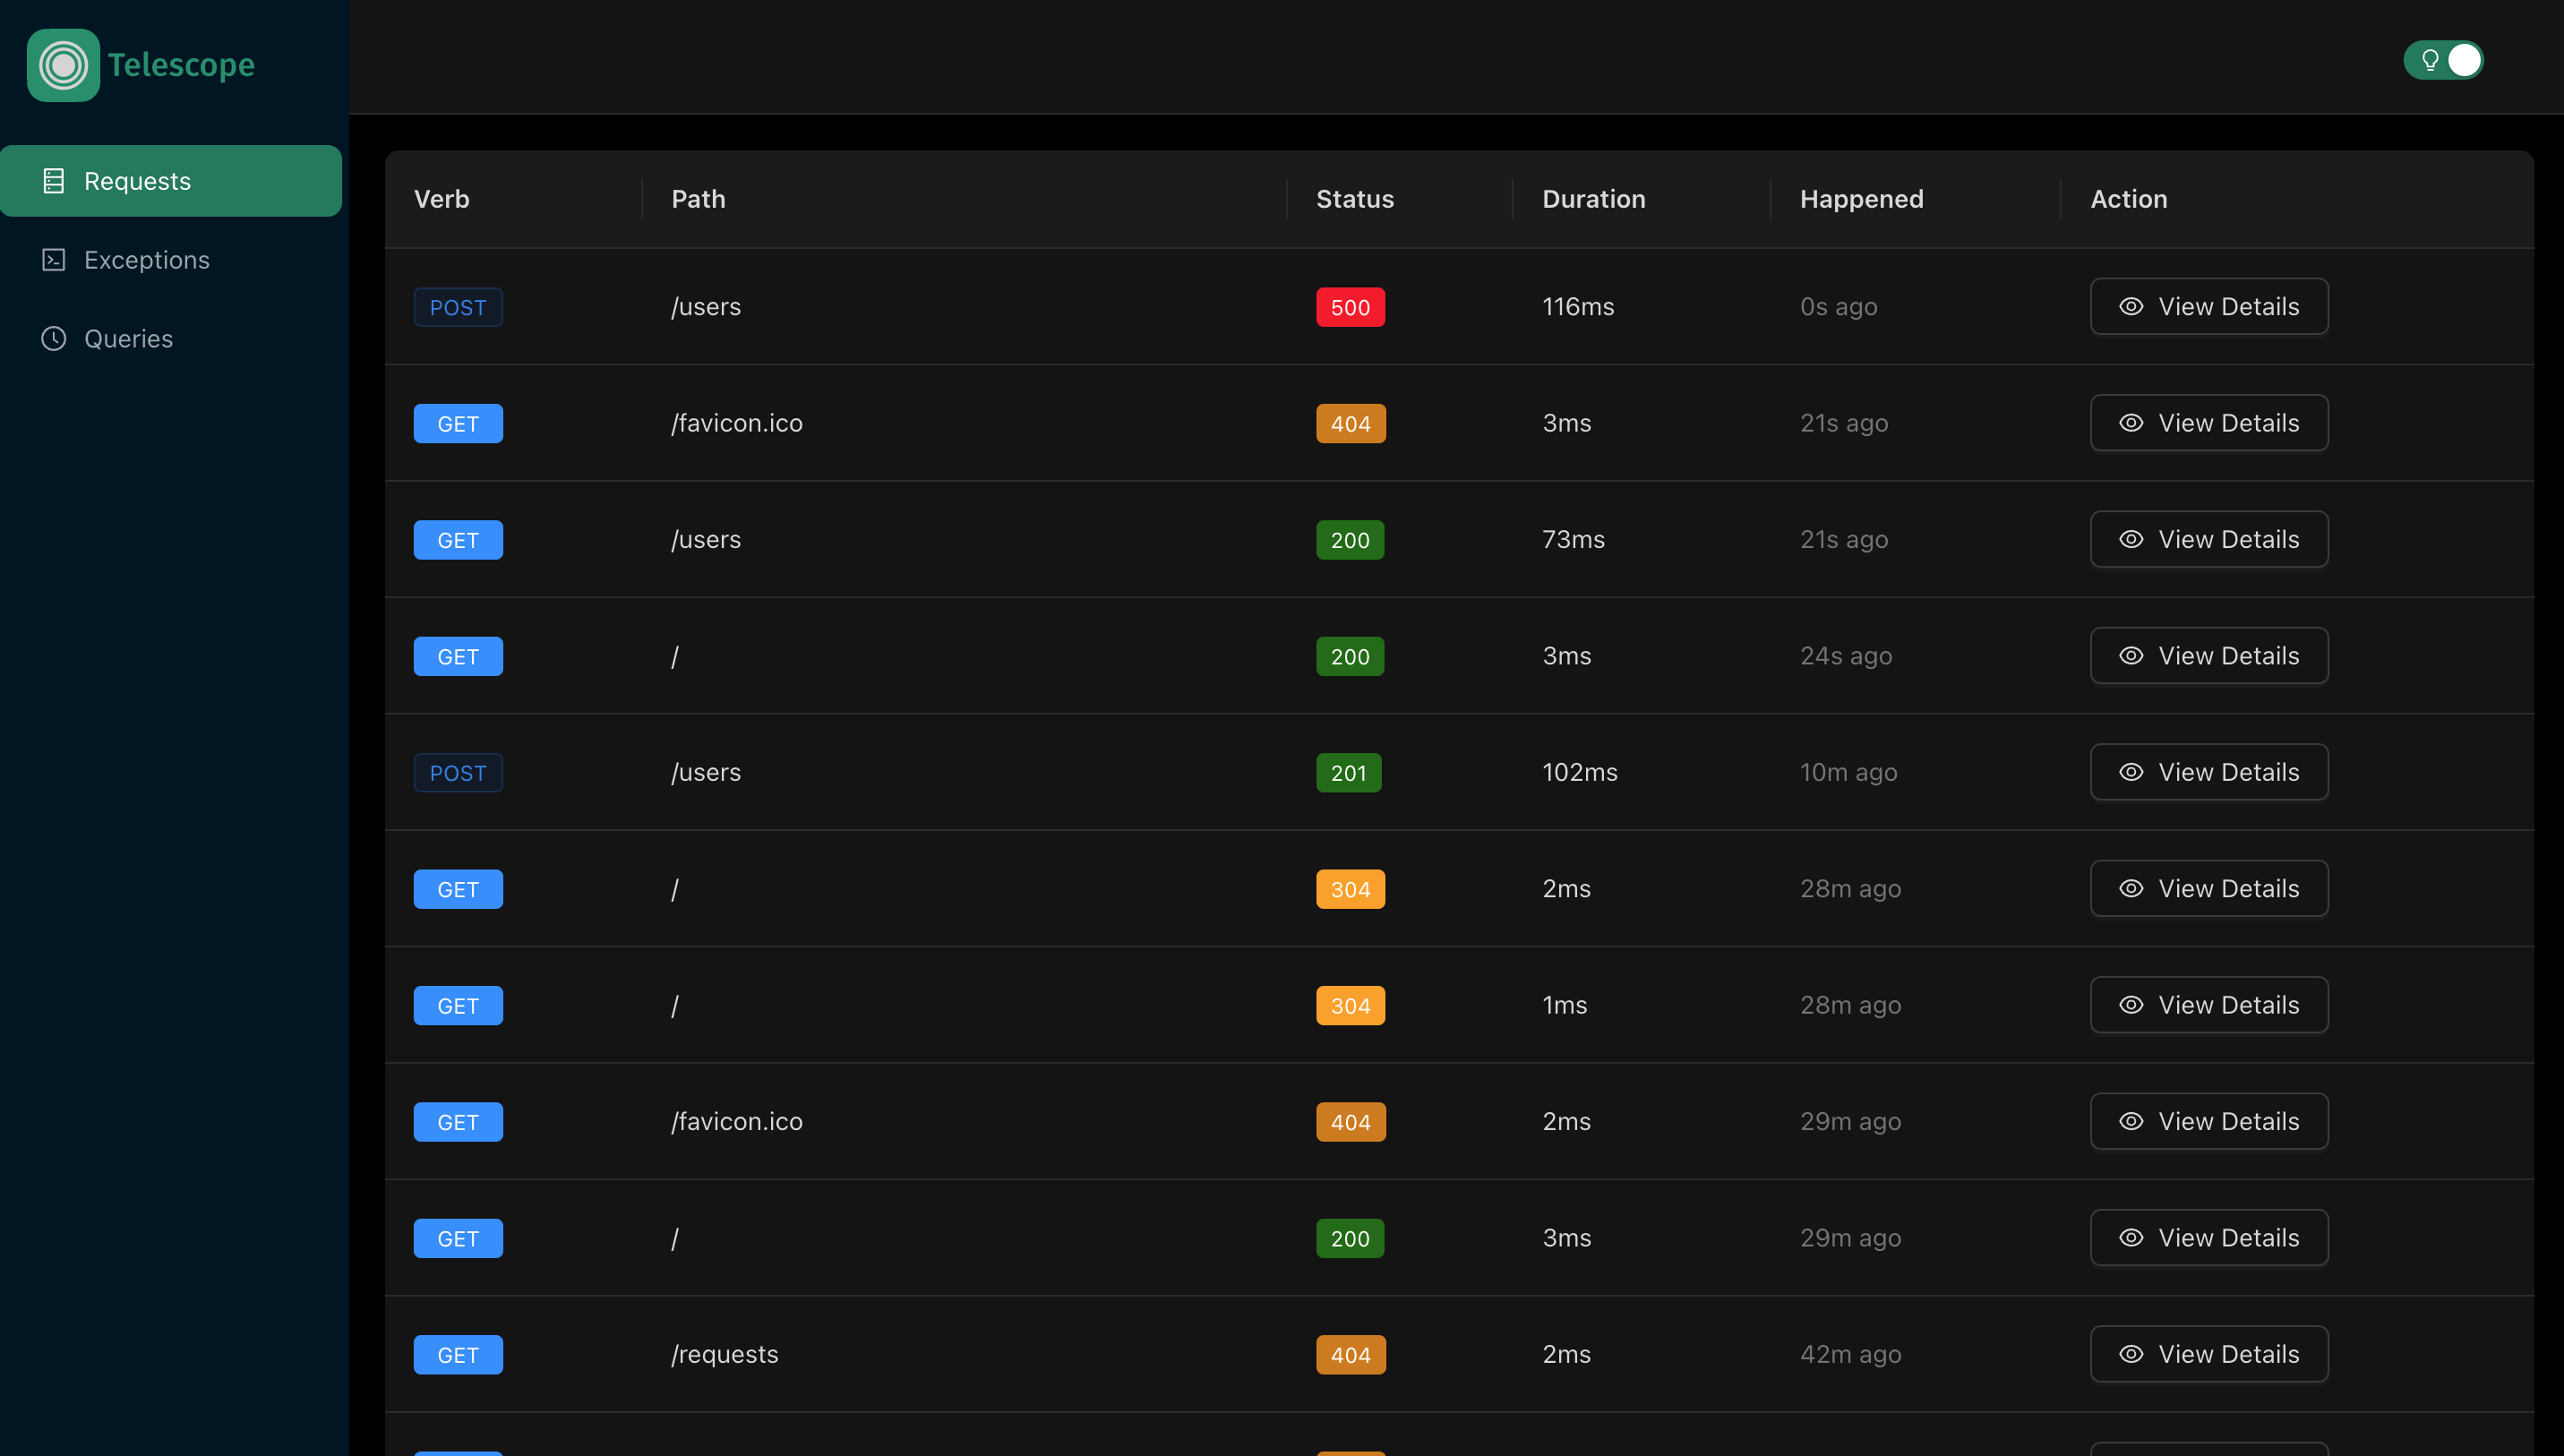 Telescope
Requests
Exceptions
Queries
Verb Path Status Duration Happened Action
POST /users 500 116ms 0s ago View Details
GET /favicon.ico 404 3ms 21s ago View Details
GET /users 200 73ms 21s ago View Details
GET / 200 3ms 24s ago View Details
POST /users 201 102ms 10m ago View Details
GET / 304 2ms 28m ago View Details
GET / 304 1ms 28m ago View Details
GET /favicon.ico 404 2ms 29m ago View Details
GET / 200 3ms 29m ago View Details
GET /requests 404 2ms 42m ago View Details